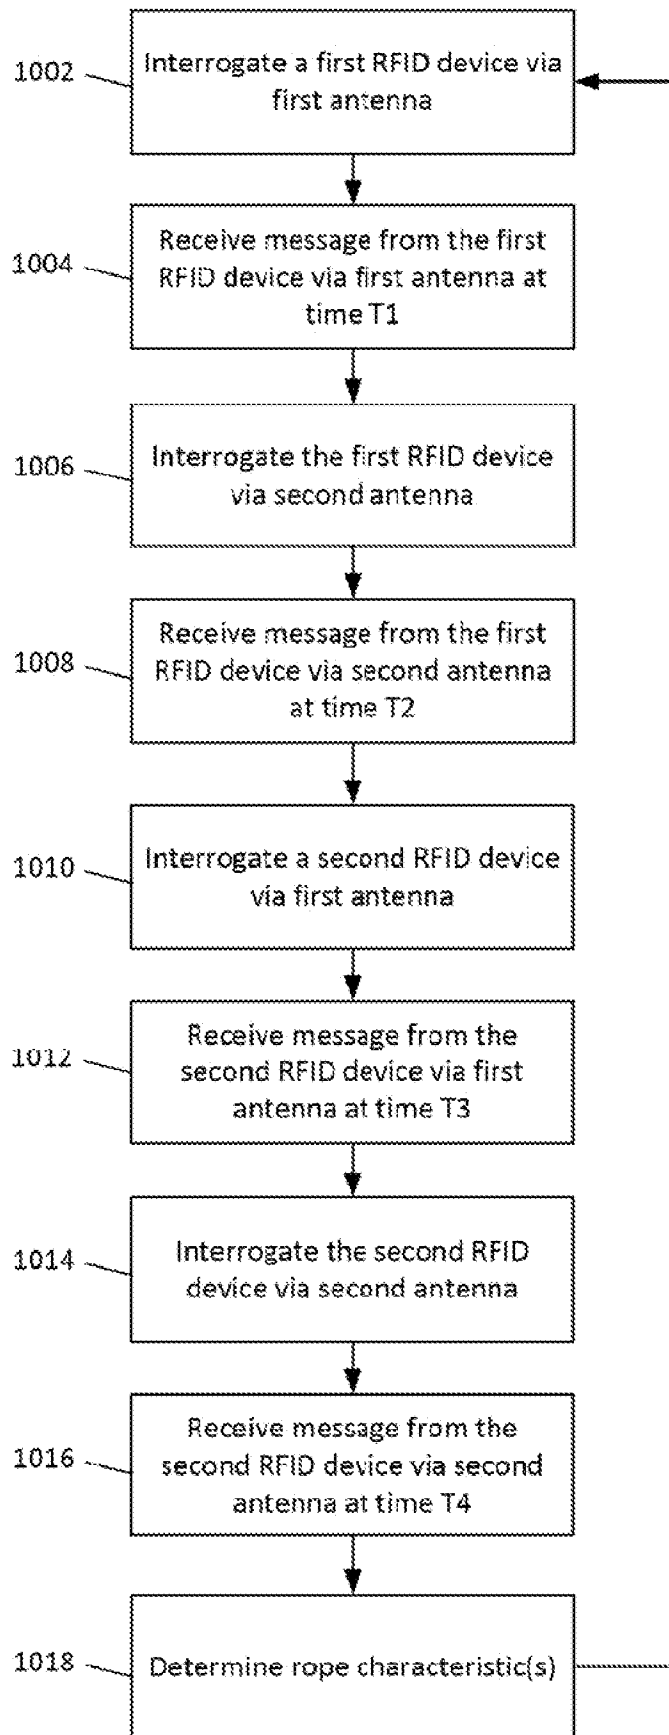 1002
Interrogate a first RFID device via
first antenna
1004
Receive message from the first
RFID device via first antenna at
time T1
1006
Interrogate the first RFID device
via second antenna
1008
Receive message from the first
RFID device via second antenna
at time T2
1010
Interrogate a second RFID device
via first antenna
1012
Receive message from the
second RFID device via first
antenna at time T3
1014
Interrogate the second RFID
device via second antenna
1016
Receive message from the
second RFID device via second
antenna at time T4
1018
Determine rope characteristic(s)